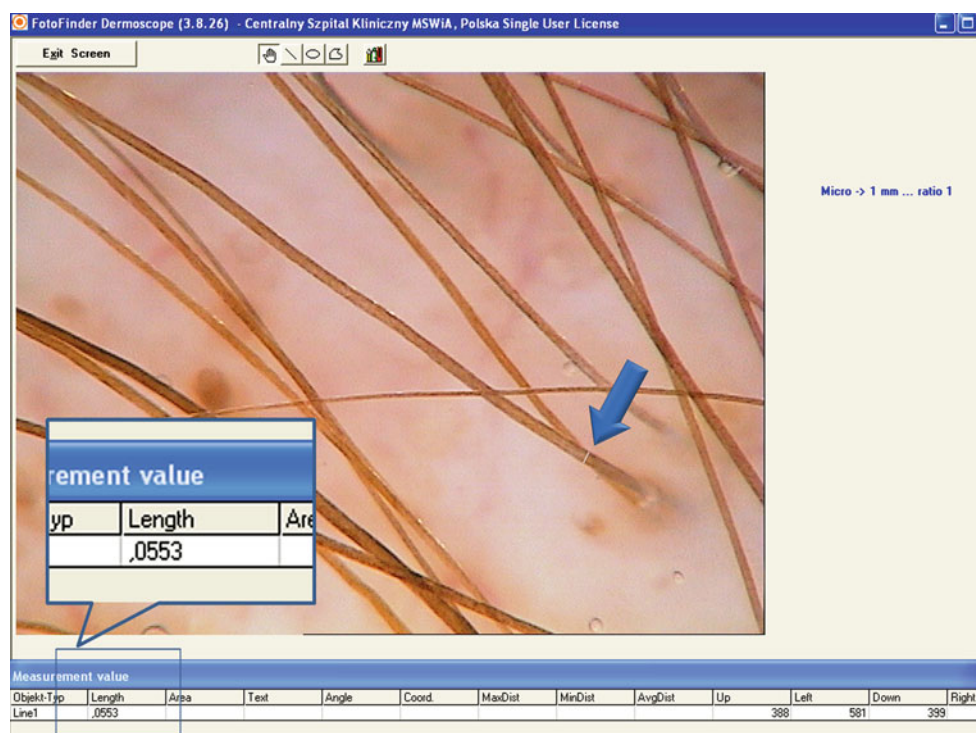 FotoFinder Dermoscope (3.8.26) - Centralny Szpital Kliniczny MSWiA, Polska Single User License
Exit Screen
Micro -> 1 mm ... ratio 1
rement value
yp Length Are
,0553
Measurement value
Objekt-Typ Length Area Text Angle Coord. MaxDist MinDist AvgDist Up Left Down Right
Line1 ,0553 388 581 399